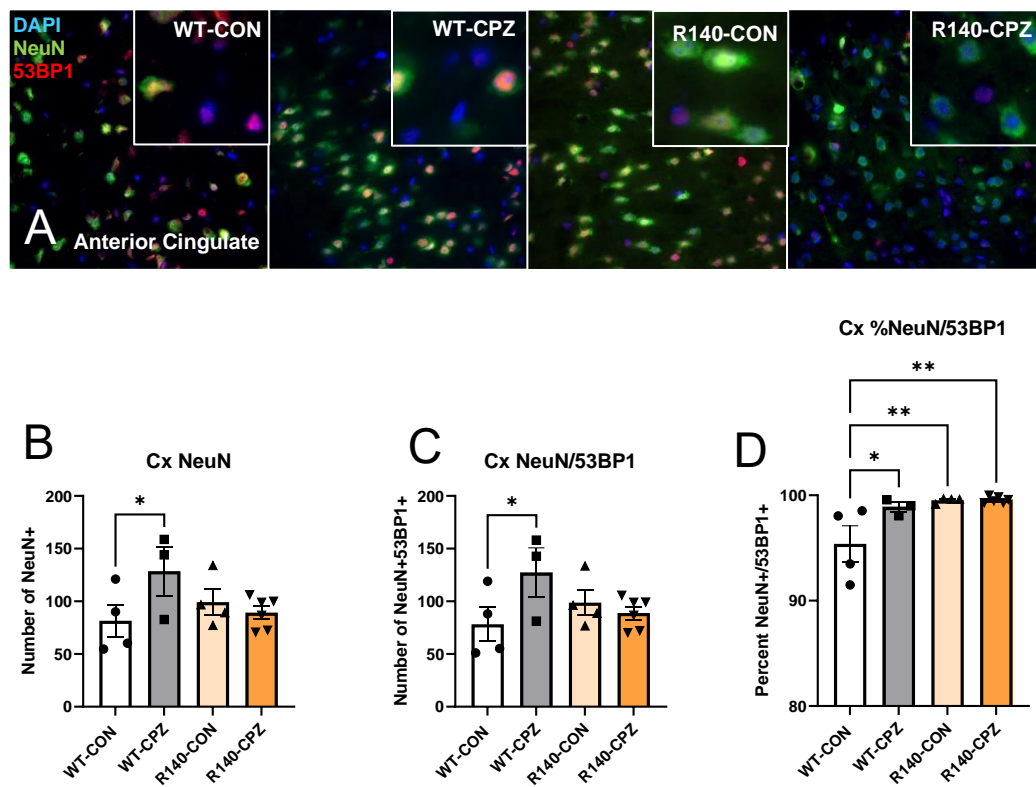 DAPI
NeuN
53BP1
WT-CON
WT-CPZ
R140-CON
R140-CPZ
A
Anterior Cingulate
B
Cx NeuN
Number of NeuN+
200
150
100
50
0
*
WT-CON
WT-CPZ
R140-CON
R140-CPZ
C
Cx NeuN/53BP1
Number of NeuN+53BP1+
200
150
100
50
0
*
WT-CON
WT-CPZ
R140-CON
R140-CPZ
D
Cx %NeuN/53BP1
Percent NeuN+/53BP1+
100
90
80
**
**
*
WT-CON
WT-CPZ
R140-CON
R140-CPZ